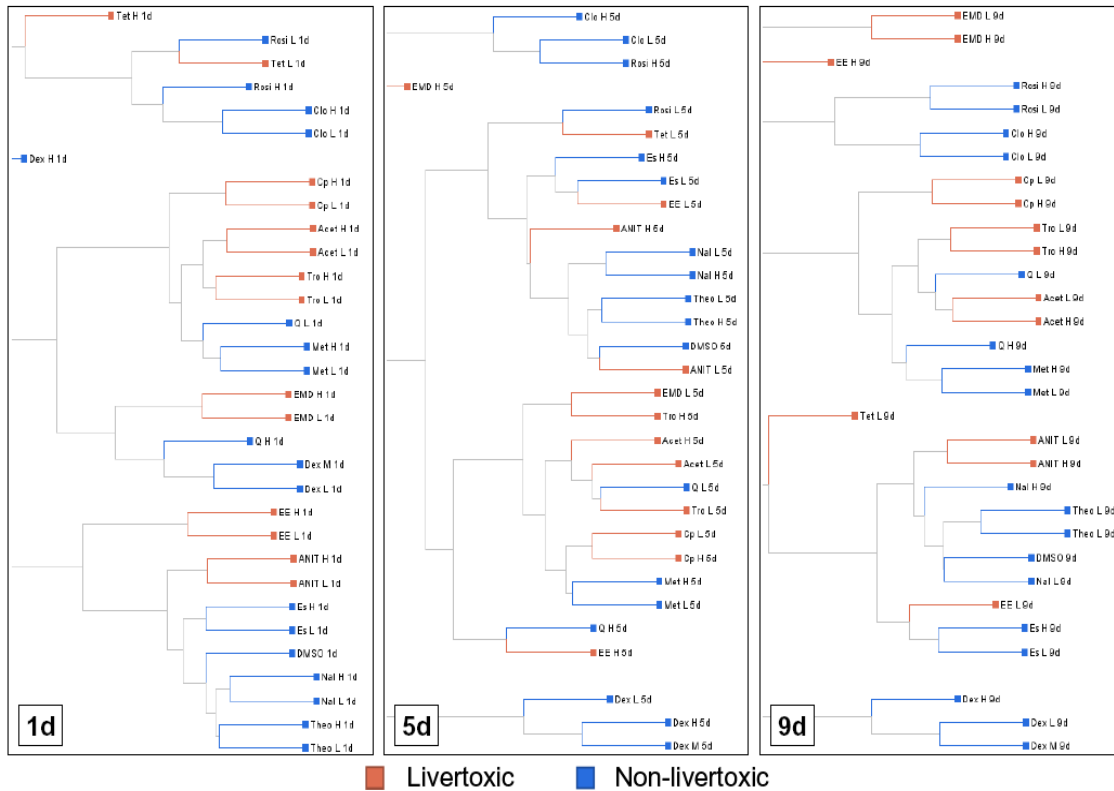 Tet H 1d
Rosi L 1d
Tet L 1d
Rosi H 1d
Clo H 1d
Clo L 1d
Dex H 1d
Cp H 1d
Cp L 1d
Acet H 1d
Acet L 1d
Tro H 1d
Tro L 1d
Q L 1d
Met H 1d
Met L 1d
EMD H 1d
EMD L 1d
Q H 1d
Dex M 1d
Dex L 1d
EE H 1d
EE L 1d
ANIT H 1d
ANIT L 1d
Es H 1d
Es L 1d
DMSO 1d
Nal H 1d
Nal L 1d
Theo H 1d
Theo L 1d
1d
Clo H 5d
Clo L 5d
Rosi H 5d
EMD H 5d
Rosi L 5d
Tet L 5d
Es H 5d
Es L 5d
EE L 5d
ANIT H 5d
Nal L 5d
Nal H 5d
Theo L 5d
Theo H 5d
DMSO 5d
ANIT L 5d
EMD L 5d
Tro H 5d
Acet H 5d
Acet L 5d
Q L 5d
Tro L 5d
Cp L 5d
Cp H 5d
Met H 5d
Met L 5d
Q H 5d
EE H 5d
Dex L 5d
Dex H 5d
Dex M 5d
5d
EMD L 9d
EMD H 9d
EE H 9d
Rosi H 9d
Rosi L 9d
Clo H 9d
Clo L 9d
Cp L 9d
Cp H 9d
Tro L 9d
Tro H 9d
Q L 9d
Acet L 9d
Acet H 9d
Q H 9d
Met H 9d
Met L 9d
Tet L 9d
ANIT L 9d
ANIT H 9d
Nal H 9d
Theo L 9d
Theo L 9d
DMSO 9d
Nal L 9d
EE L 9d
Es H 9d
Es L 9d
Dex H 9d
Dex L 9d
Dex M 9d
9d
Livertoxic
Non-livertoxic